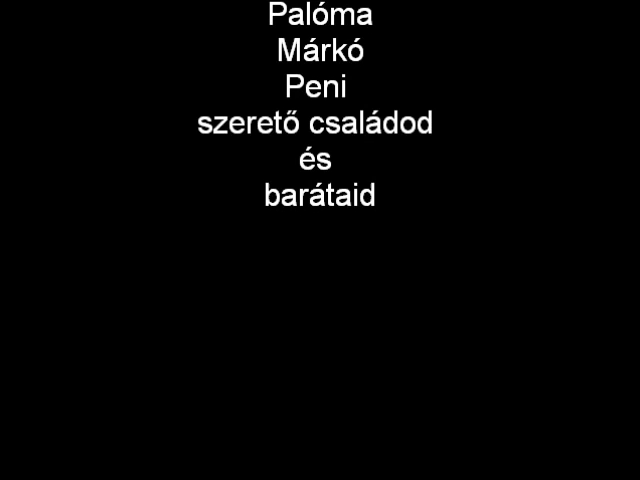 Palóma
Márkó
Peni
szerető családod
és
barátaid